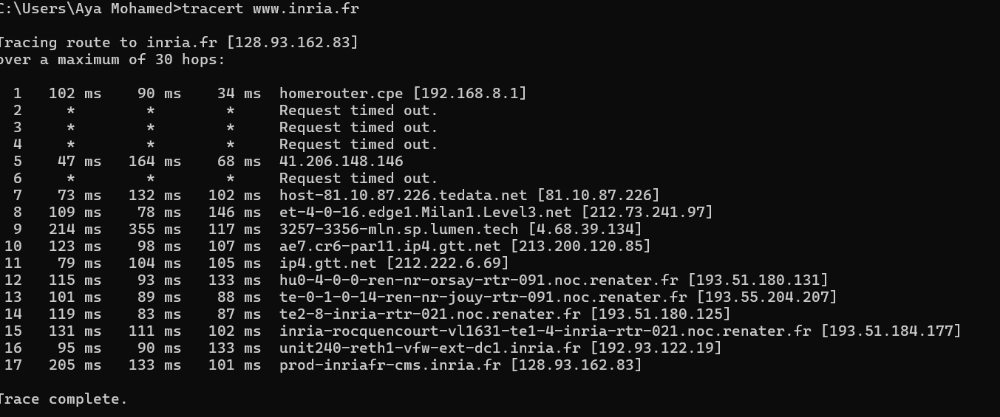 C:\Users\Aya Mohamed>tracert www.inria.fr
Tracing route to inria.fr [128.93.162.83]
over a maximum of 30 hops:
1 102 ms 90 ms 34 ms homerouter.cpe [192.168.8.1]
2 * * * Request timed out.
3 * * * Request timed out.
4 * * * Request timed out.
5 47 ms 164 ms 68 ms 41.206.148.146
6 * * * Request timed out.
7 73 ms 132 ms 102 ms host-81.10.87.226.tedata.net [81.10.87.226]
8 109 ms 78 ms 146 ms et-4-0-16.edge1.Milan1.Level3.net [212.73.241.97]
9 214 ms 355 ms 117 ms 3257-3356-mln.sp.lumen.tech [4.68.39.134]
10 123 ms 98 ms 107 ms ae7.cr6-par11.ip4.gtt.net [213.200.120.85]
11 79 ms 104 ms 105 ms ip4.gtt.net [212.222.6.69]
12 115 ms 93 ms 133 ms hu0-4-0-0-ren-nr-orsay-rtr-091.noc.renater.fr [193.51.180.131]
13 101 ms 89 ms 88 ms te-0-1-0-14-ren-nr-jouy-rtr-091.noc.renater.fr [193.55.204.207]
14 119 ms 83 ms 87 ms te2-8-inria-rtr-021.noc.renater.fr [193.51.180.125]
15 131 ms 111 ms 102 ms inria-rocquencourt-vl1631-te1-4-inria-rtr-021.noc.renater.fr [193.51.184.177]
16 95 ms 90 ms 133 ms unit240-reth1-vfw-ext-dc1.inria.fr [192.93.122.19]
17 205 ms 133 ms 101 ms prod-inriafr-cms.inria.fr [128.93.162.83]
Trace complete.